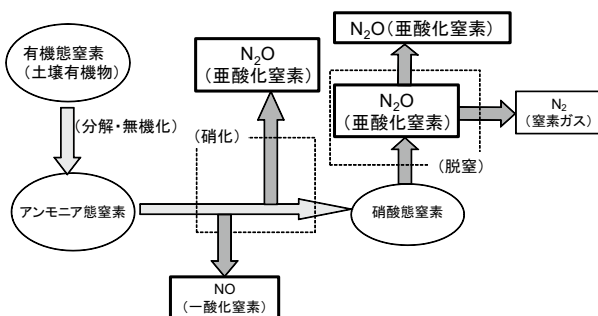 有機態窒素
(土壌有機物)
(分解・無機化)
アンモニア態窒素
N₂O
(亜酸化窒素)
(硝化)
NO
(一酸化窒素)
硝酸態窒素
N₂O(亜酸化窒素)
N₂O
(亜酸化窒素)
(脱窒)
N₂
(窒素ガス)